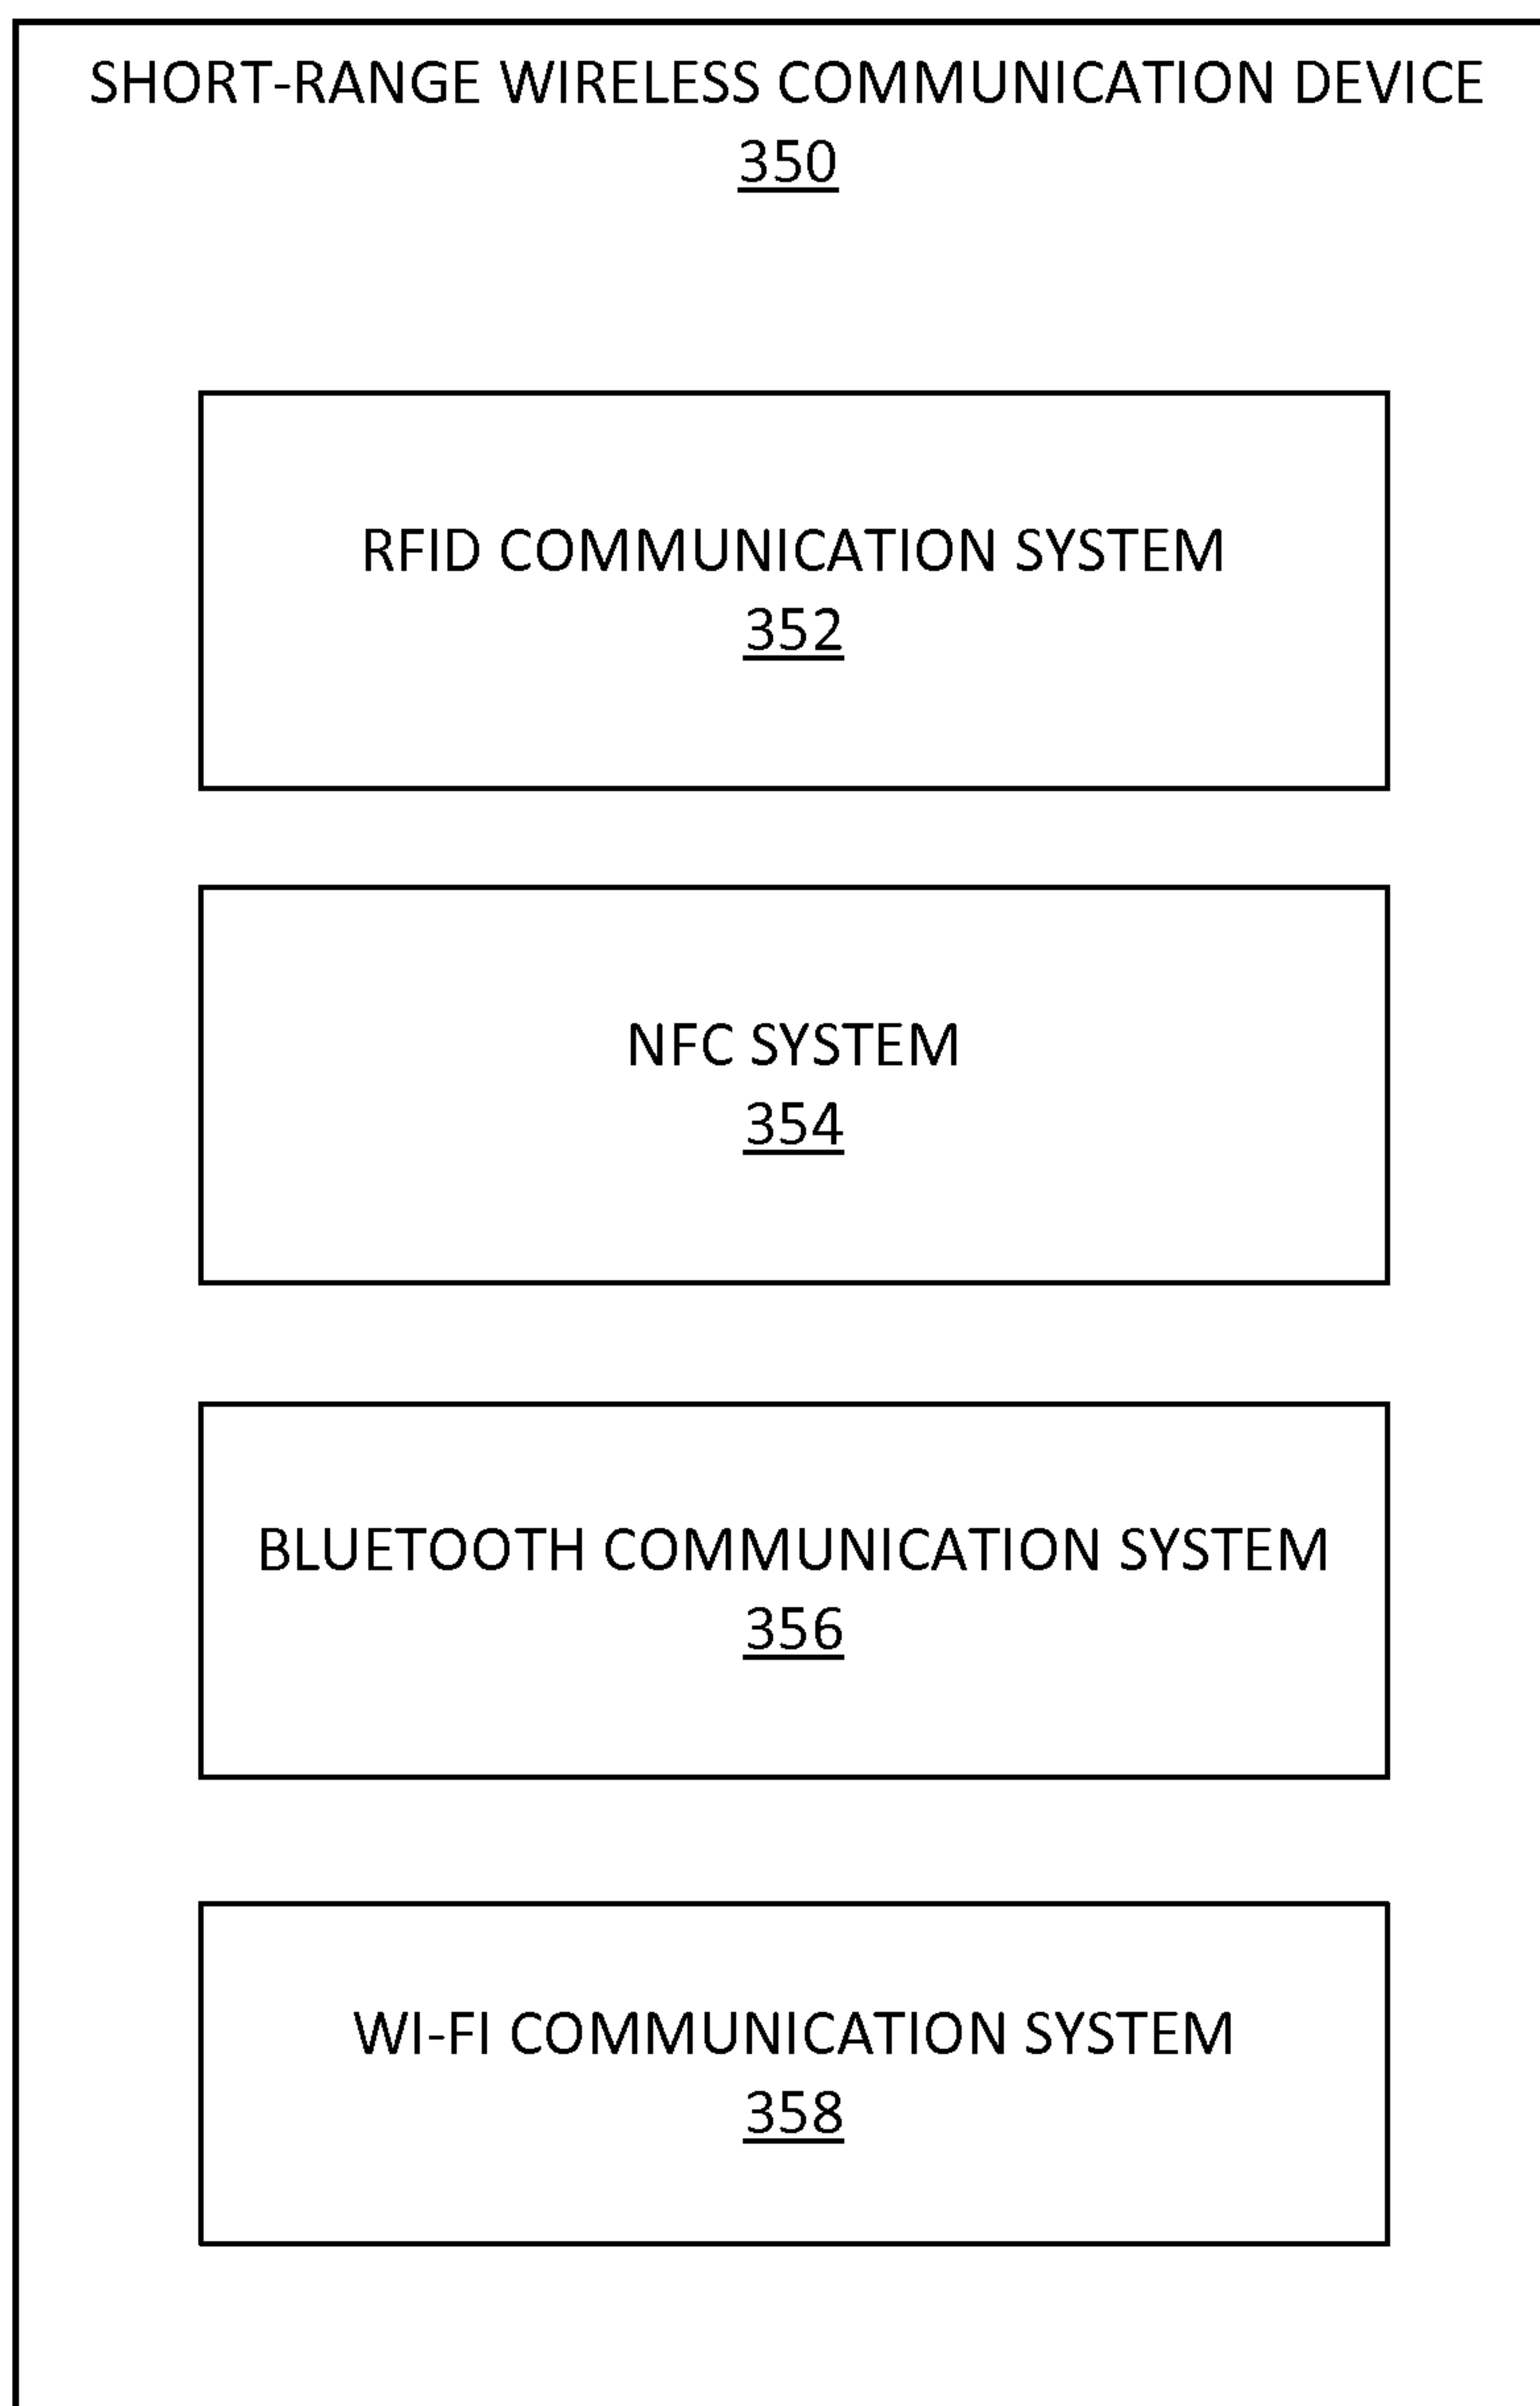 SHORT-RANGE WIRELESS COMMUNICATION DEVICE
350
RFID COMMUNICATION SYSTEM
352
NFC SYSTEM
354
BLUETOOTH COMMUNICATION SYSTEM
356
WI-FI COMMUNICATION SYSTEM
358